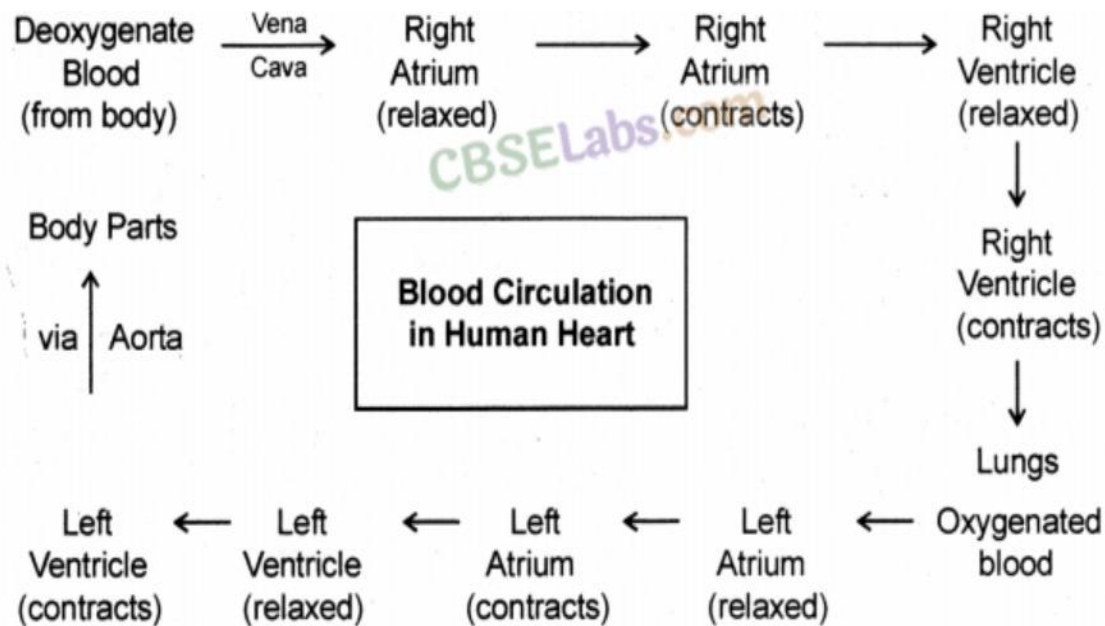 Deoxygenate
Blood
(from body)
Vena
Cava
Right
Atrium
(relaxed)
Right
Atrium
(contracts)
Right
Ventricle
(relaxed)
CBSELabs.com
Right
Ventricle
(contracts)
Lungs
Oxygenated
blood
Left
Atrium
(relaxed)
Left
Atrium
(contracts)
Left
Ventricle
(relaxed)
Left
Ventricle
(contracts)
via Aorta
Body Parts
Blood Circulation
in Human Heart